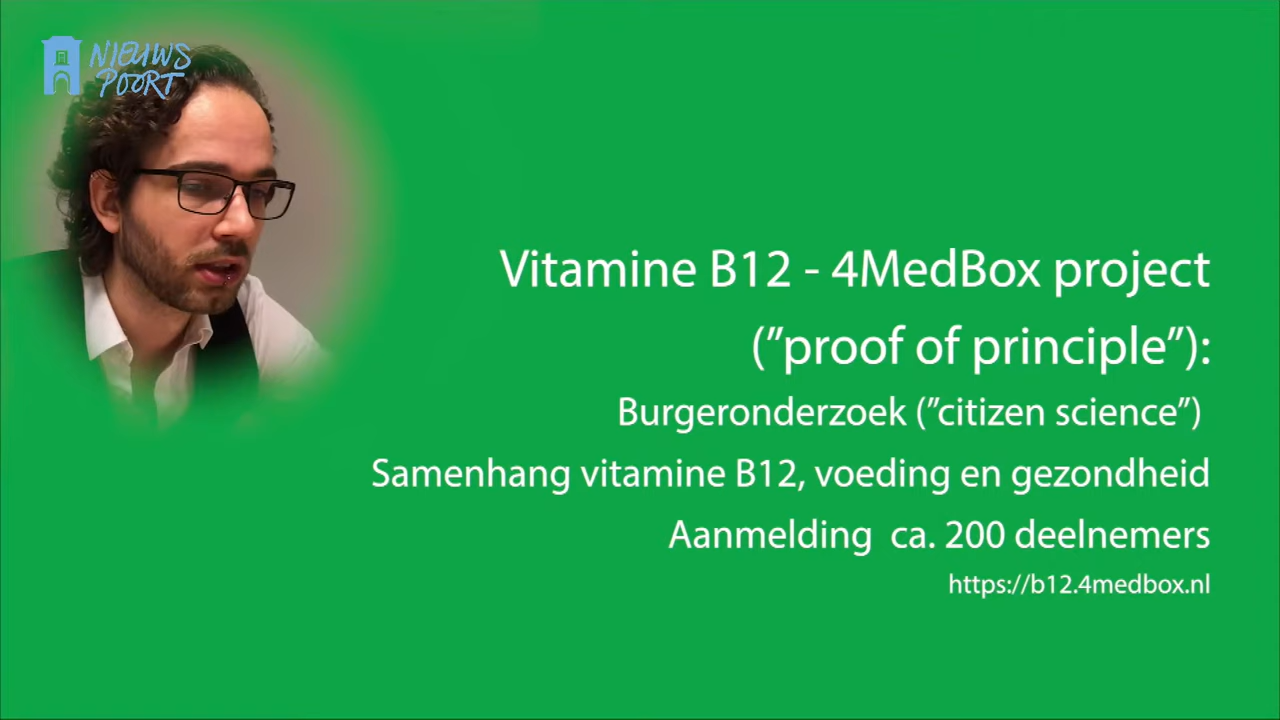 NIEUWS
POORT
Vitamine B12 - 4MedBox project
(”proof of principle”):
Burgeronderzoek (”citizen science”)
Samenhang vitamine B12, voeding en gezondheid
Aanmelding ca. 200 deelnemers
https://b12.4medbox.nl